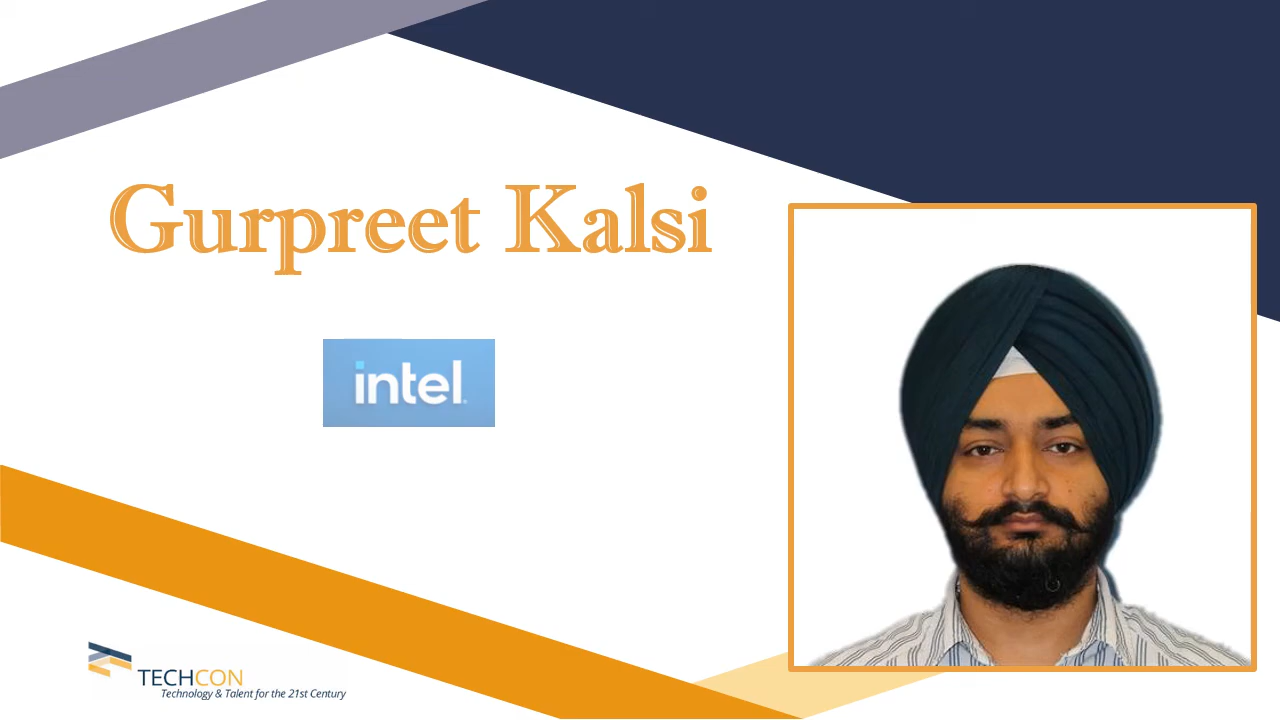 Gurpreet Kalsi
intel.
TECHCON
Technology & Talent for the 21st Century